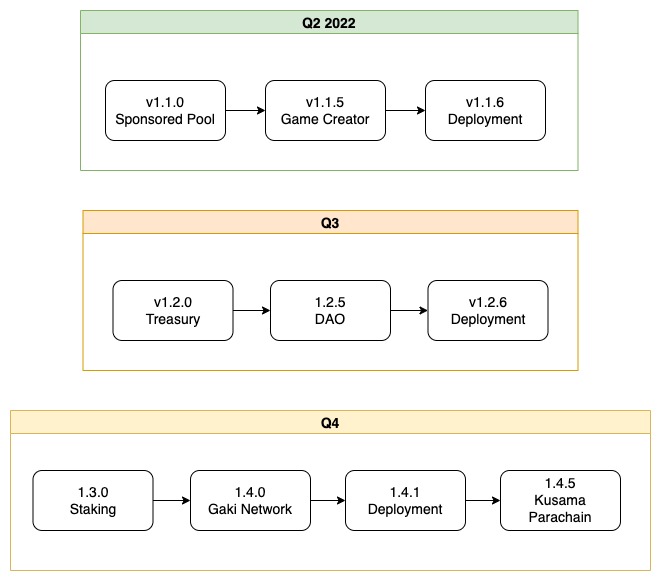 Q2 2022
v1.1.0
Sponsored Pool
v1.1.5
Game Creator
v1.1.6
Deployment
Q3
v1.2.0
Treasury
1.2.5
DAO
v1.2.6
Deployment
Q4
1.3.0
Staking
1.4.0
Gaki Network
1.4.1
Deployment
1.4.5
Kusama
Parachain